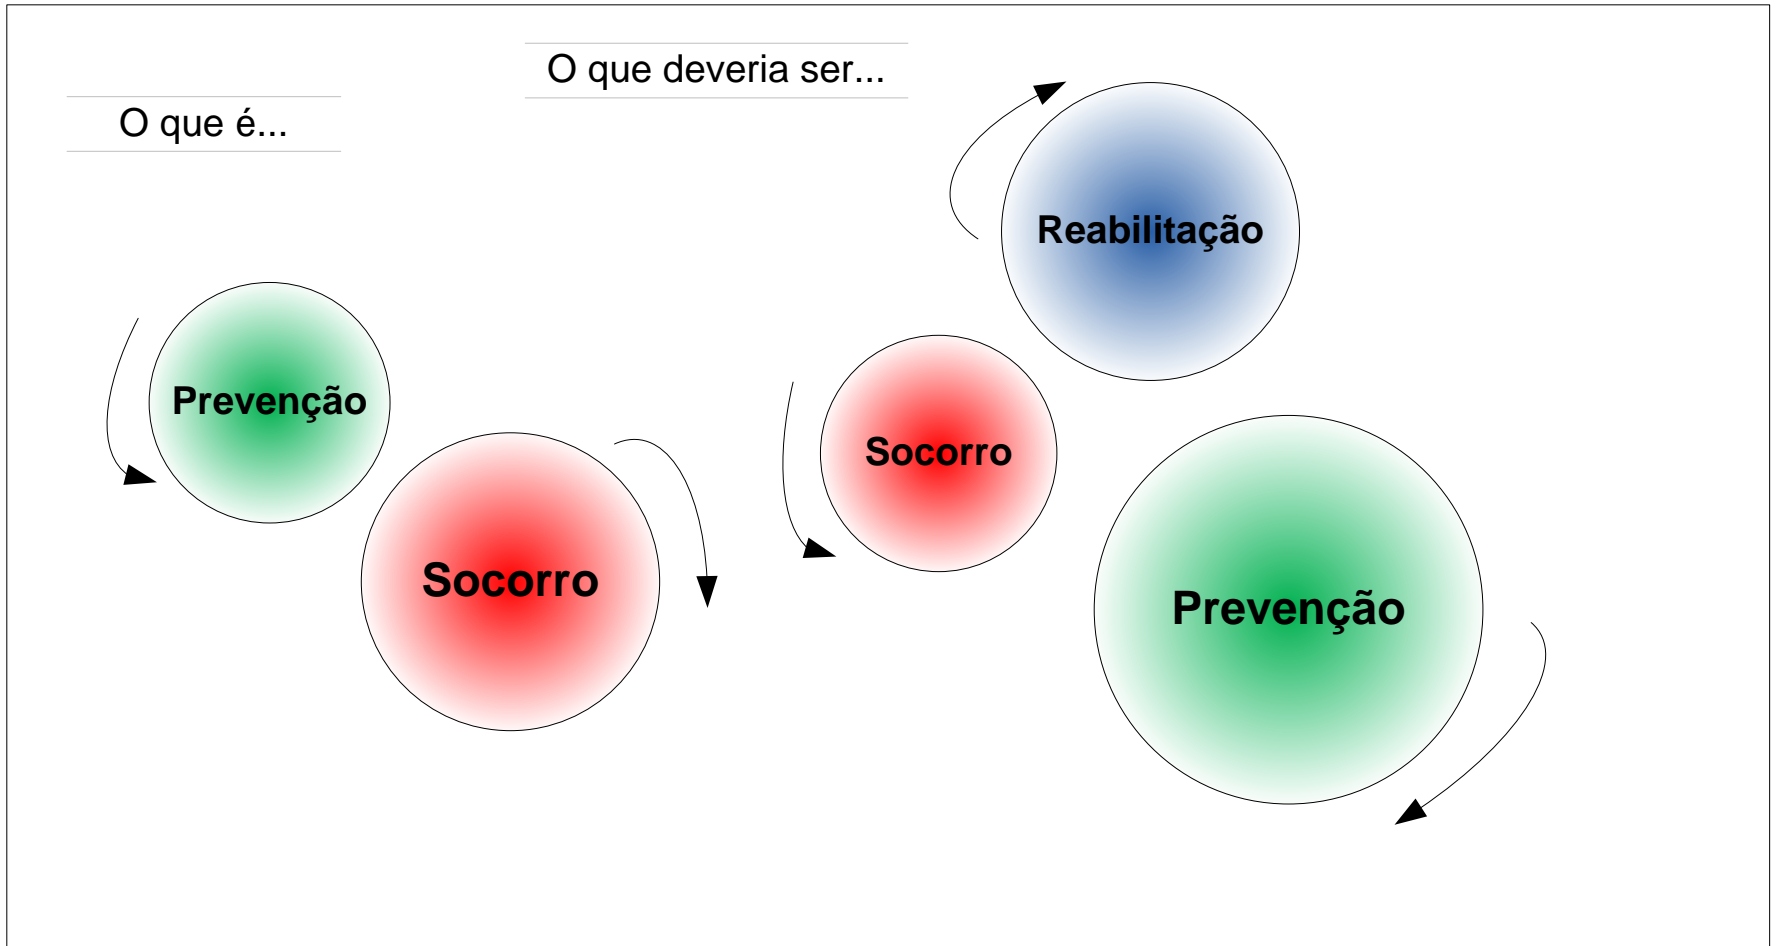 O que é...
Prevenção
Socorro
O que deveria ser...
Reabilitação
Socorro
Prevenção